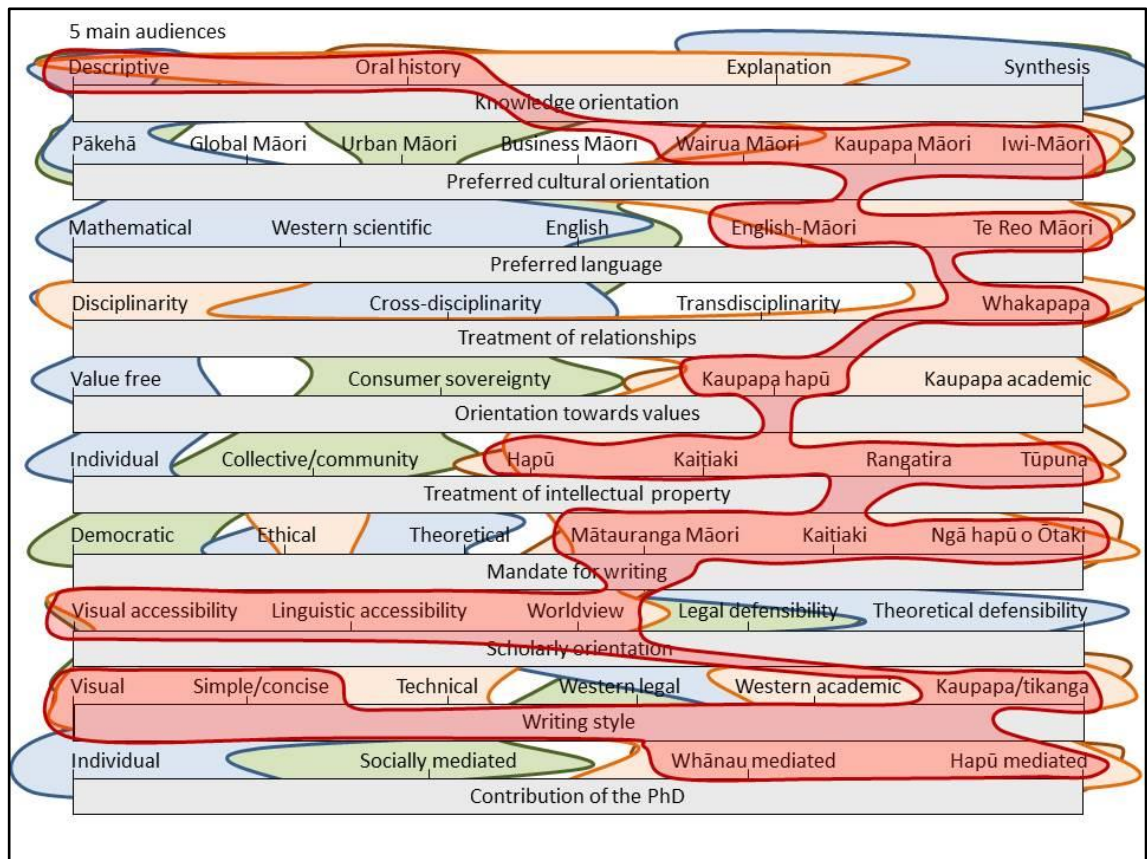 5 main audiences
Descriptive Oral history Explanation Synthesis
Knowledge orientation
Pākehā Global Māori Urban Māori Business Māori Wairua Māori Kaupapa Māori Iwi-Māori
Preferred cultural orientation
Mathematical Western scientific English English-Māori Te Reo Māori
Preferred language
Disciplinarity Cross-disciplinarity Transdisciplinarity Whakapapa
Treatment of relationships
Value free Consumer sovereignty Kaupapa hapū Kaupapa academic
Orientation towards values
Individual Collective/community Hapū Kaitiaki Rangatira Tūpuna
Treatment of intellectual property
Democratic Ethical Theoretical Mātauranga Māori Kaitiaki Ngā hapū o Ōtaki
Mandate for writing
Visual accessibility Linguistic accessibility Worldview Legal defensibility Theoretical defensibility
Scholarly orientation
Visual Simple/concise Technical Western legal Western academic Kaupapa/tikanga
Writing style
Individual Socially mediated Whānau mediated Hapū mediated
Contribution of the PhD